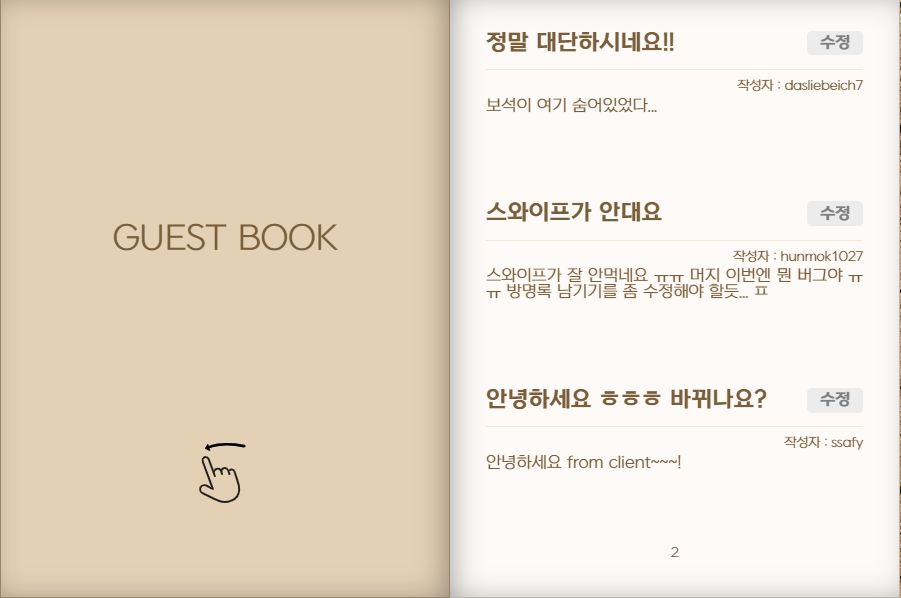 GUEST BOOK
정말 대단하시네요!!
수정
작성자 : dasliebeich7
보석이 여기 숨어있었다...
스와이프가 안대요
수정
작성자 : hunmok1027
스와이프가 잘 안먹네요 ㅠㅠ 머지 이번엔 뭔 버그야 ㅠ
ㅠ 방명록 남기기를 좀 수정해야 할듯... ㅍ
안녕하세요 ㅎㅎㅎ 바뀌나요?
수정
작성자 : ssafy
안녕하세요 from client~~~!
2